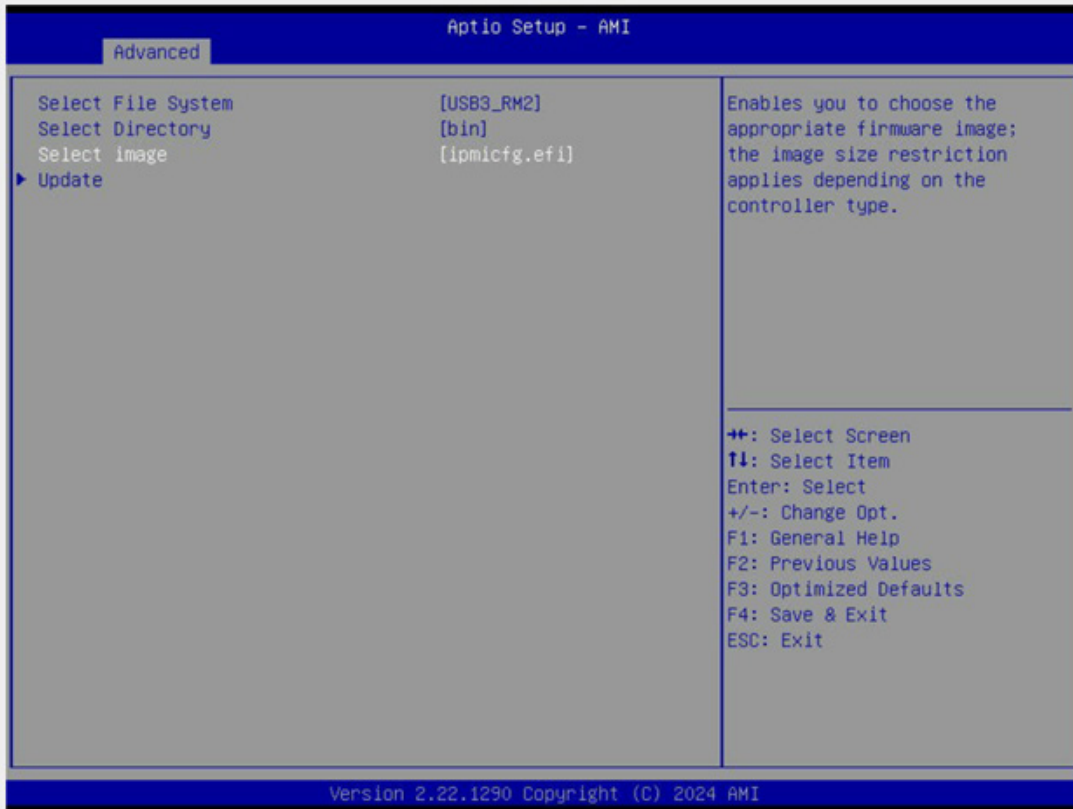 Aptio Setup – AMI
Advanced
Select File System [USB3_RM2]
Select Directory [bin]
Select image [ipmicfg.efi]
Update
Enables you to choose the
appropriate firmware image;
the image size restriction
applies depending on the
controller type.
→←: Select Screen
↑↓: Select Item
Enter: Select
+/-: Change Opt.
F1: General Help
F2: Previous Values
F3: Optimized Defaults
F4: Save & Exit
ESC: Exit
Version 2.22.1290 Copyright (C) 2024 AMI